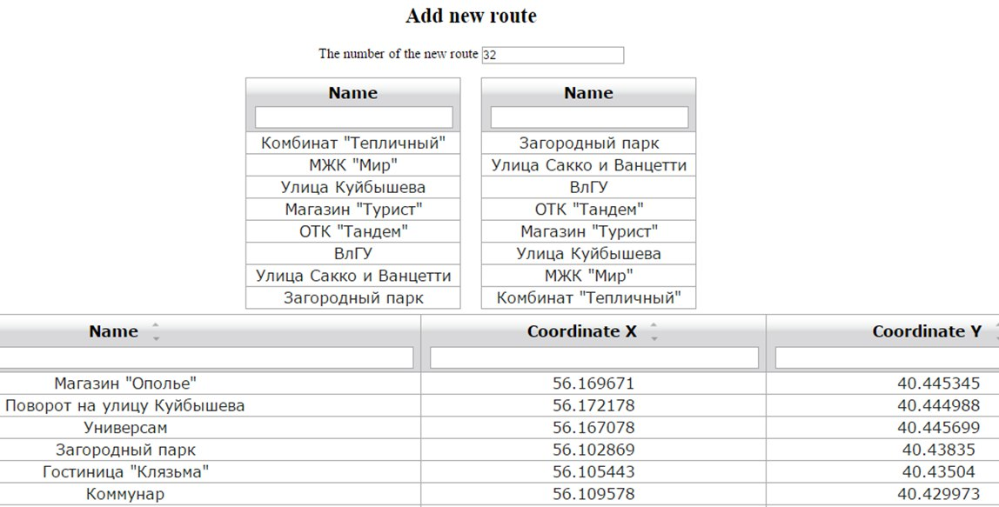 Add new route
The number of the new route 32
Name Name
Комбинат "Тепличный" Загородный парк
МЖК "Мир" Улица Сакко и Ванцетти
Улица Куйбышева ВлГУ
Магазин "Турист" ОТК "Тандем"
ОТК "Тандем" Магазин "Турист"
ВлГУ Улица Куйбышева
Улица Сакко и Ванцетти МЖК "Мир"
Загородный парк Комбинат "Тепличный"
Name Coordinate X Coordinate Y
Магазин "Ополье" 56.169671 40.445345
Поворот на улицу Куйбышева 56.172178 40.444988
Универсам 56.167078 40.445699
Загородный парк 56.102869 40.43835
Гостиница "Клязьма" 56.105443 40.43504
Коммунар 56.109578 40.429973